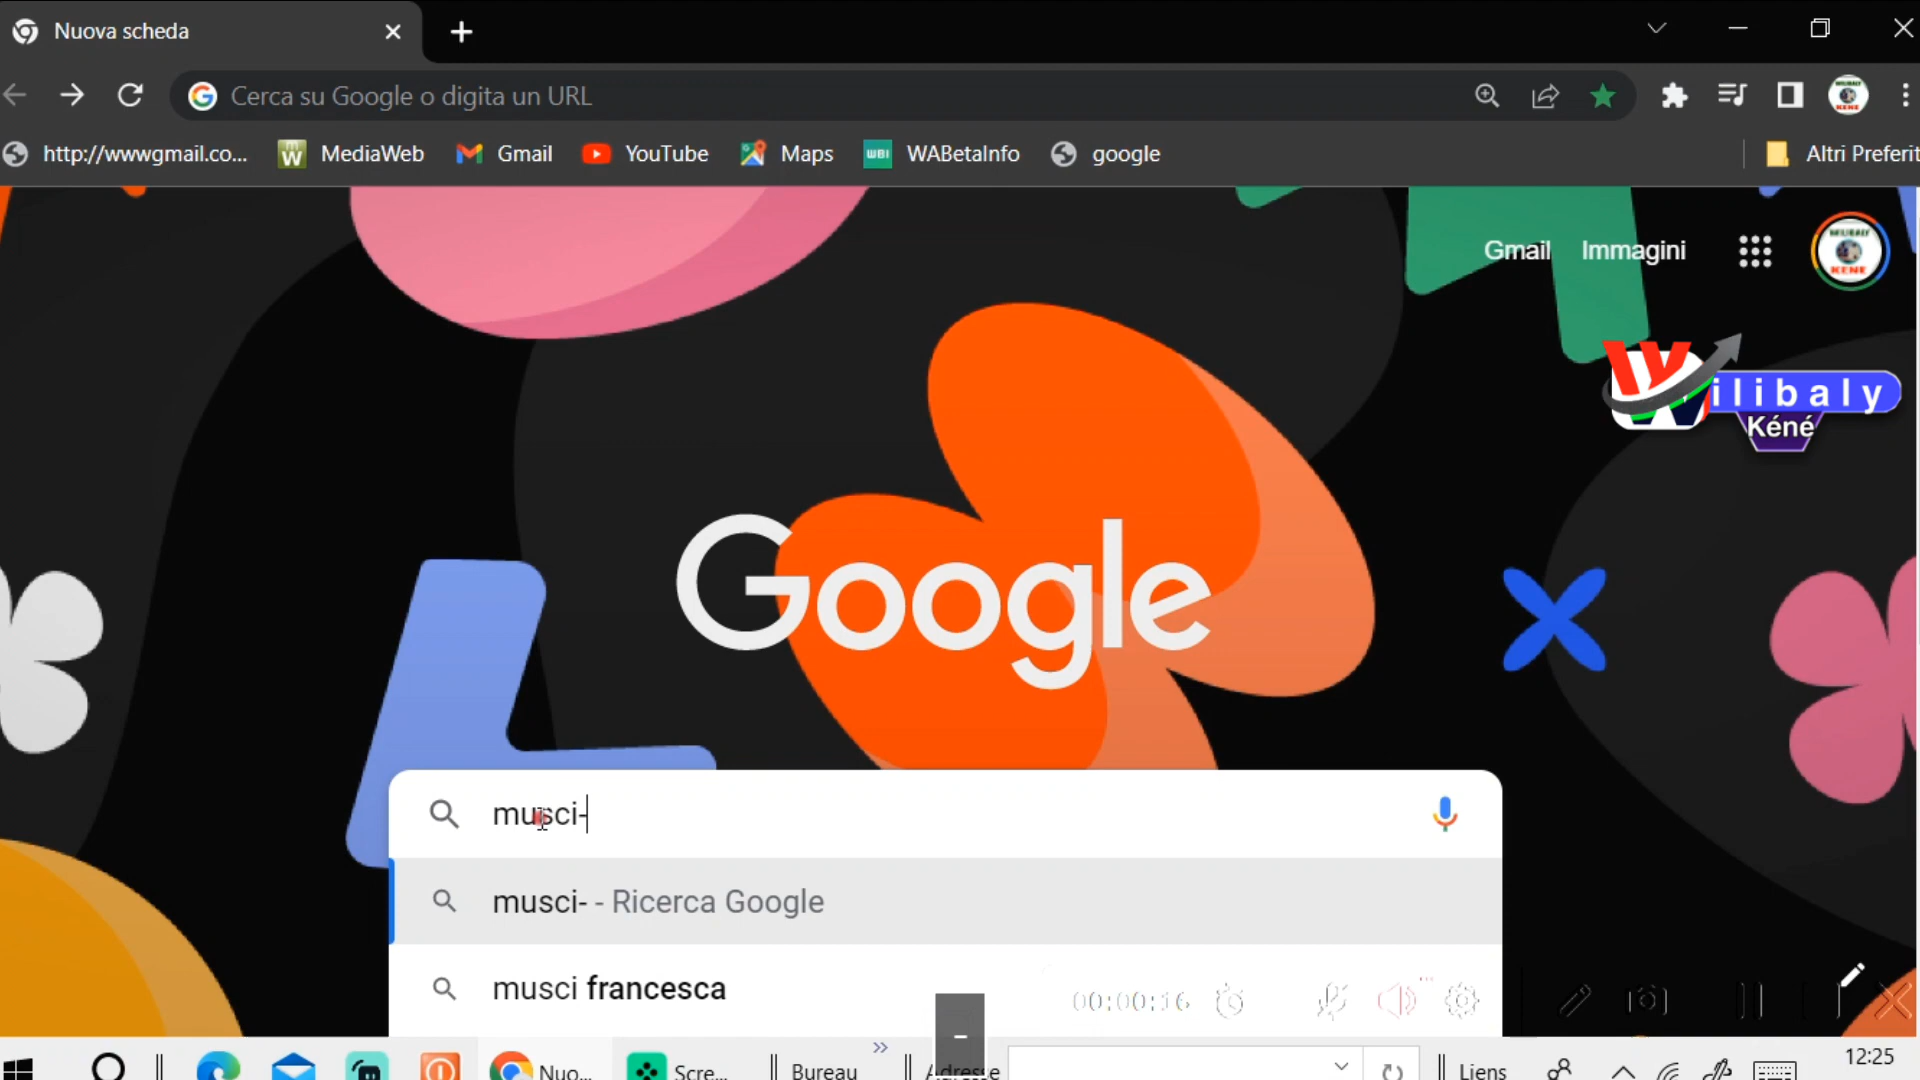 Nuova scheda
Cerca su Google o digita un URL
http://wwwgmail.co... MediaWeb Gmail YouTube Maps WABetaInfo google Altri Preferit
Gmail Immagini
Wilibaly
Kéné
Google
musci-
musci- - Ricerca Google
musci francesca
00:00:16
-
Nuo... Scre... Bureau Adresse Liens 12:25